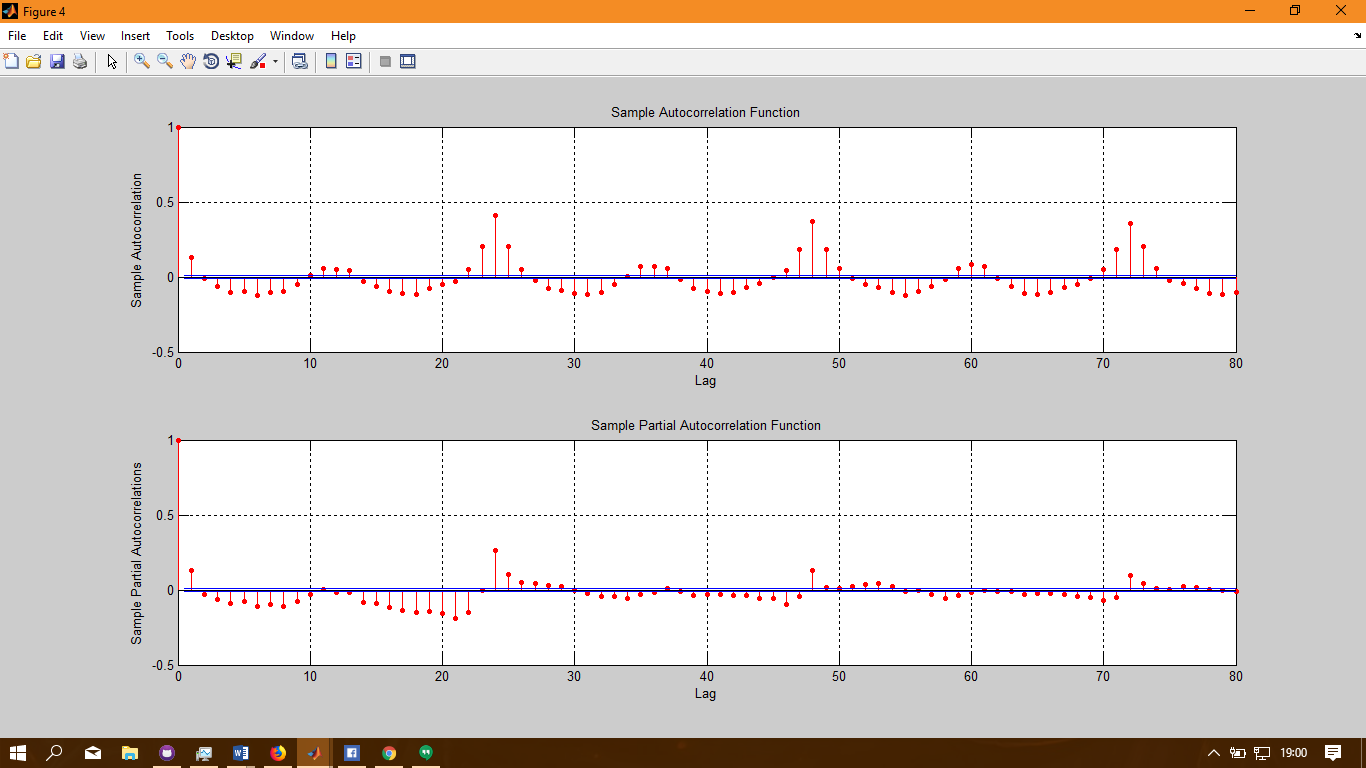 Figure 4
File Edit View Insert Tools Desktop Window Help
Sample Autocorrelation Function
Sample Autocorrelation
1
0.5
0
-0.5
0 10 20 30 40 50 60 70 80
Lag
Sample Partial Autocorrelation Function
Sample Partial Autocorrelations
1
0.5
0
-0.5
0 10 20 30 40 50 60 70 80
Lag
19:00